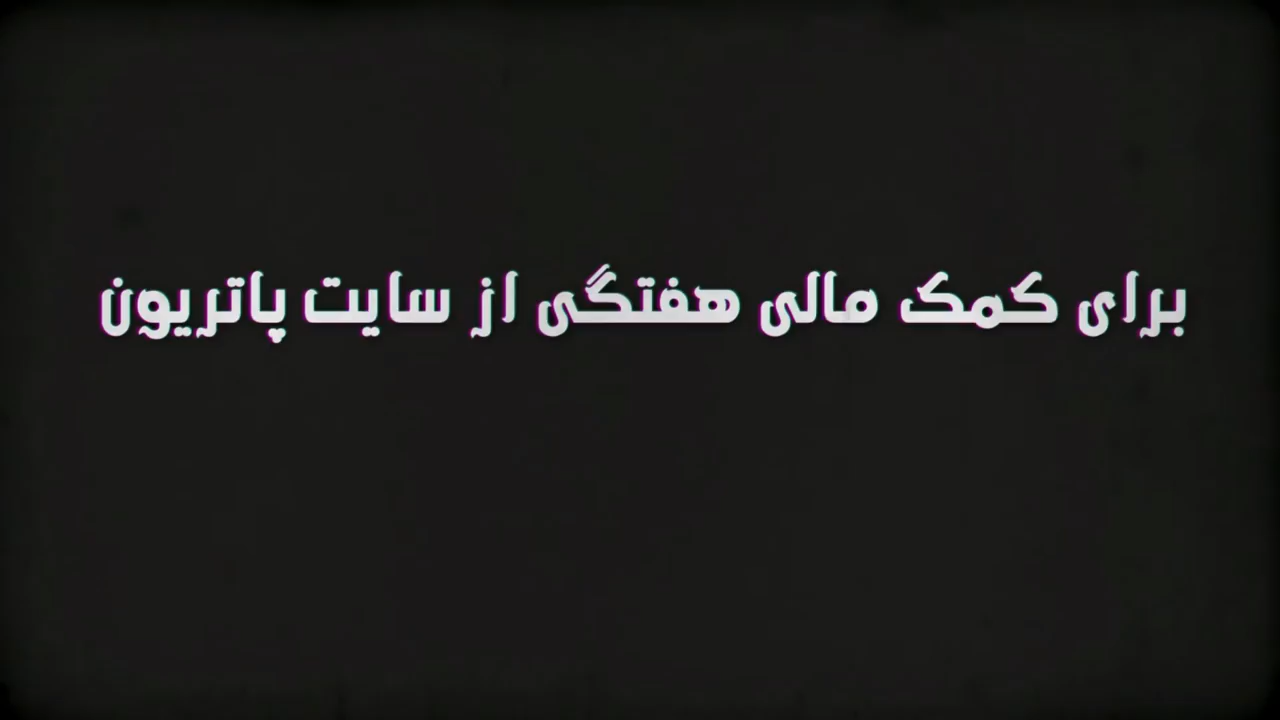 برای کمک مالی هفتگی از سایت پاتریون